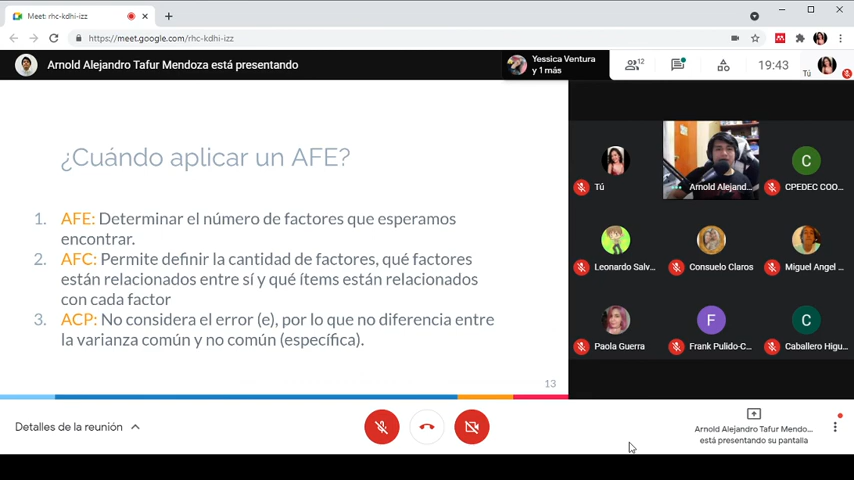 Meet: rhc-kdhi-izz
https://meet.google.com/rhc-kdhi-izz
Arnold Alejandro Tafur Mendoza está presentando
Yessica Ventura
y 1 más
12
19:43
Tú
¿Cuándo aplicar un AFE?
1. AFE: Determinar el número de factores que esperamos
encontrar.
2. AFC: Permite definir la cantidad de factores, qué factores
están relacionados entre sí y qué ítems están relacionados
con cada factor
3. ACP: No considera el error (e), por lo que no diferencia entre
la varianza común y no común (específica).
13
Tú
Arnold Alejand...
C
CPEDEC COO...
Leonardo Salv...
Consuelo Claros
Miguel Angel ...
Paola Guerra
F
Frank Pulido-C...
C
Caballero Higu...
Detalles de la reunión
Arnold Alejandro Tafur Mendo...
está presentando su pantalla